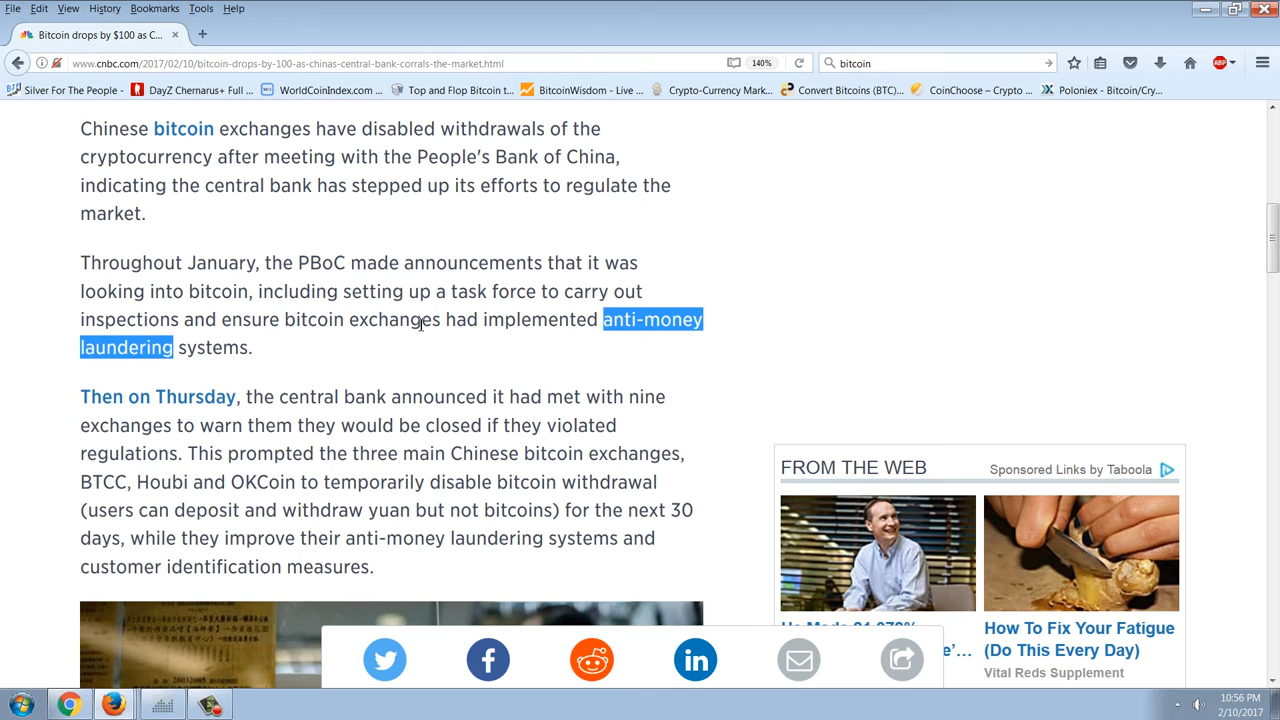 File Edit View History Bookmarks Tools Help
Bitcoin drops by $100 as C...
www.cnbc.com/2017/02/10/bitcoin-drops-by-100-as-chinas-central-bank-corrals-the-market.html 140% bitcoin ABP
Silver For The People - DayZ Chernarus+ Full ... WorldCoinIndex.com ... Top and Flop Bitcoin t... BitcoinWisdom - Live ... Crypto-Currency Mark... Convert Bitcoins (BTC)... CoinChoose – Crypto ... Poloniex - Bitcoin/Cry...
Chinese bitcoin exchanges have disabled withdrawals of the
cryptocurrency after meeting with the People's Bank of China,
indicating the central bank has stepped up its efforts to regulate the
market.
Throughout January, the PBoC made announcements that it was
looking into bitcoin, including setting up a task force to carry out
inspections and ensure bitcoin exchanges had implemented anti-money
laundering systems.
Then on Thursday, the central bank announced it had met with nine
exchanges to warn them they would be closed if they violated
regulations. This prompted the three main Chinese bitcoin exchanges,
BTCC, Houbi and OKCoin to temporarily disable bitcoin withdrawal
(users can deposit and withdraw yuan but not bitcoins) for the next 30
days, while they improve their anti-money laundering systems and
customer identification measures.
FROM THE WEB Sponsored Links by Taboola
How To Fix Your Fatigue
(Do This Every Day)
Vital Reds Supplement
10:56 PM
2/10/2017